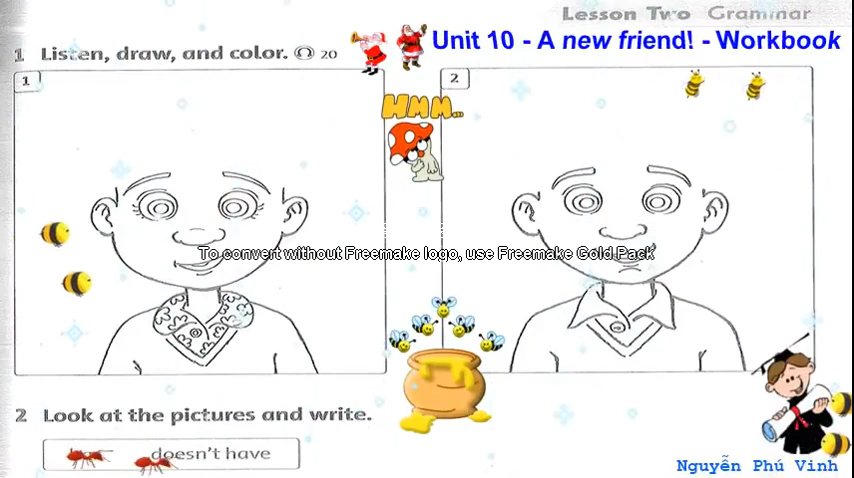 Lesson Two Grammar
Unit 10 - A new friend! - Workbook
1 Listen, draw, and color. 20
1
2
HMM...
To convert without Freemake logo, use Freemake Gold Pack
2 Look at the pictures and write.
doesn't have
Nguyễn Phú Vinh